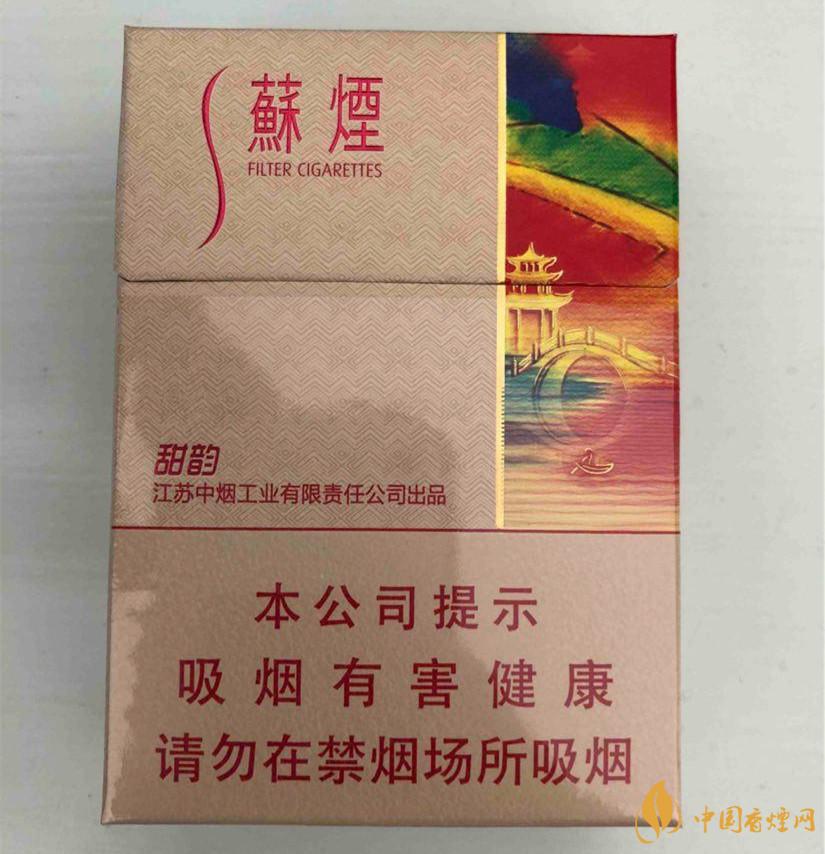 蘇煙
FILTER CIGARETTES
甜韵
江苏中烟工业有限责任公司出品
本公司提示
吸烟有害健康
请勿在禁烟场所吸烟
中国香煙网